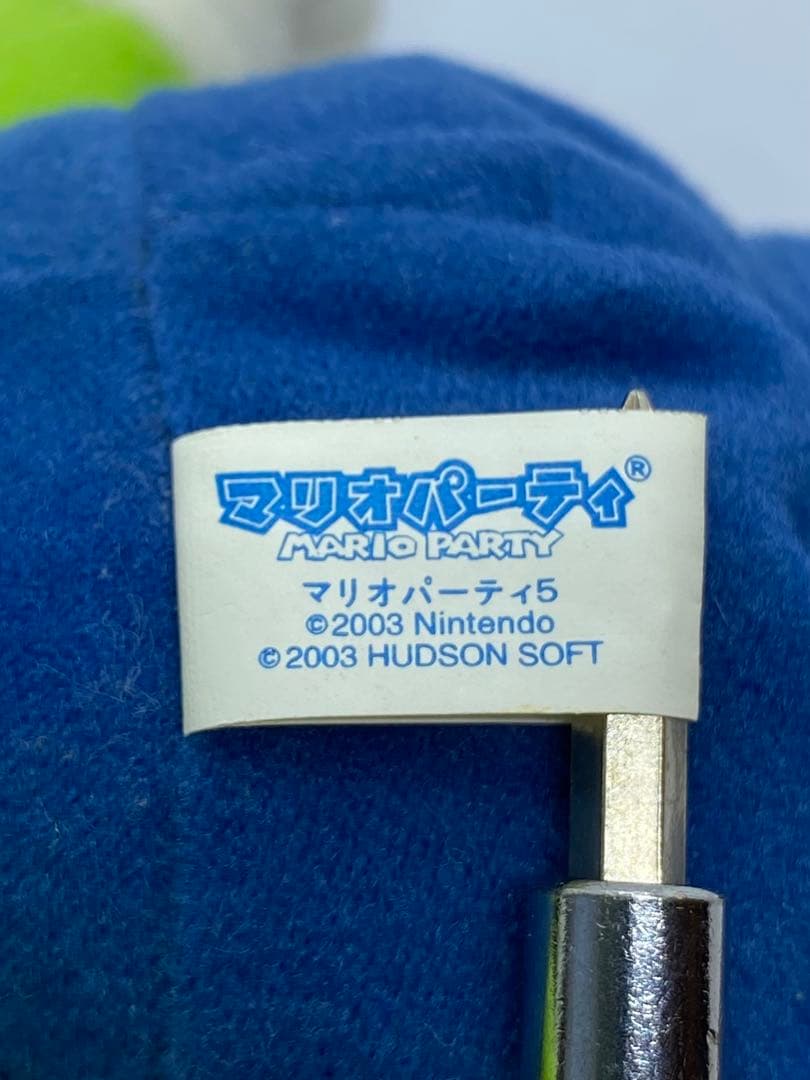 マリオパーティ®
MARIO PARTY
マリオパーティ5
©2003 Nintendo
©2003 HUDSON SOFT